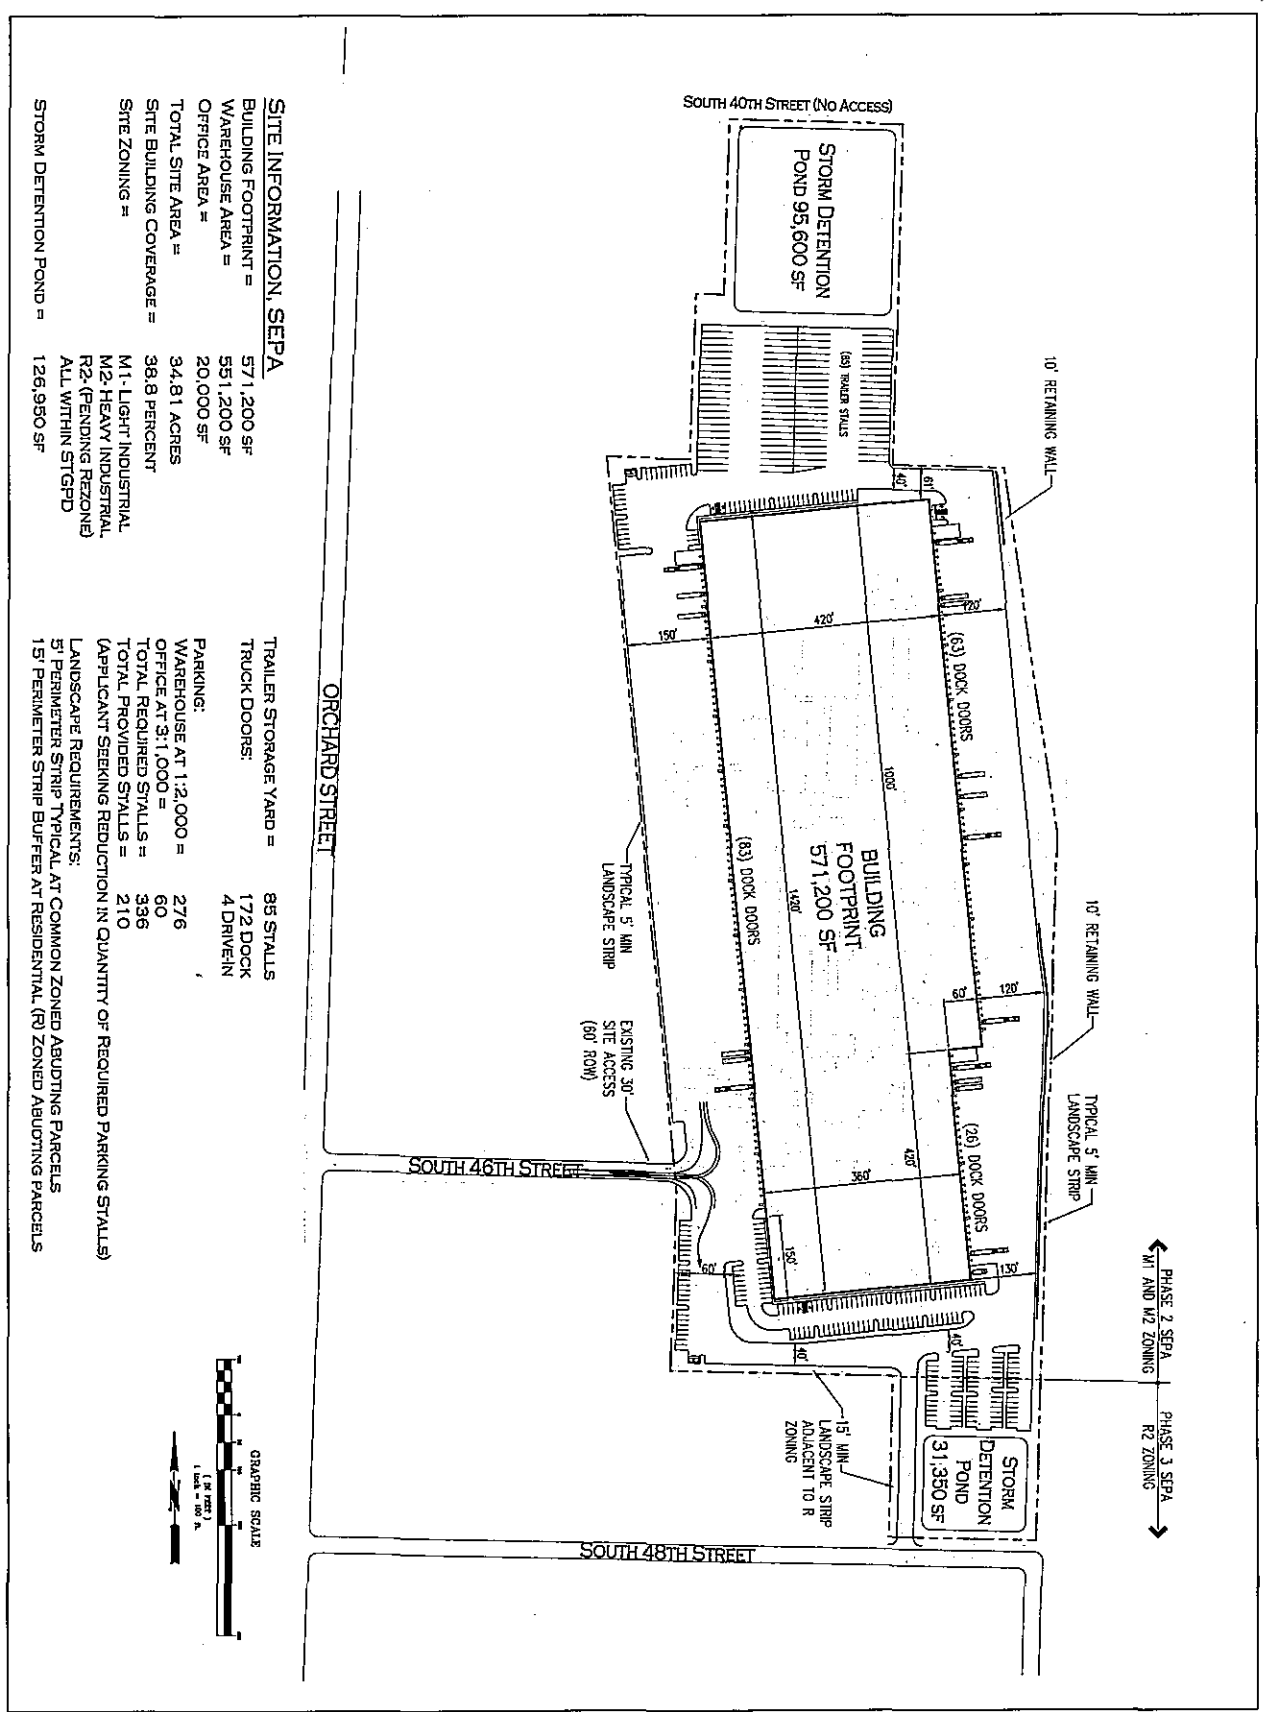 SOUTH 40TH STREET (NO ACCESS)
STORM DETENTION
POND 95,600 SF
(85) TRAILER STALLS
10' RETAINING WALL
40'
61'
120'
420'
150'
(63) DOCK DOORS
1000'
BUILDING
FOOTPRINT
571,200 SF
1420'
(83) DOCK DOORS
TYPICAL 5' MIN
LANDSCAPE STRIP
10' RETAINING WALL
60'
120'
TYPICAL 5' MIN
LANDSCAPE STRIP
EXISTING 30'
SITE ACCESS
(60' ROW)
(26) DOCK DOORS
420'
360'
150'
130'
60'
40'
40'
PHASE 2 SEPA
M1 AND M2 ZONING
PHASE 3 SEPA
R2 ZONING
15' MIN
LANDSCAPE STRIP
ADJACENT TO R
ZONING
STORM
DETENTION
POND
31,350 SF
SOUTH 46TH STREET
SOUTH 48TH STREET
ORCHARD STREET
SITE INFORMATION, SEPA
BUILDING FOOTPRINT = 571,200 SF
WAREHOUSE AREA = 551,200 SF
OFFICE AREA = 20,000 SF
TOTAL SITE AREA = 34.81 ACRES
SITE BUILDING COVERAGE = 38.8 PERCENT
SITE ZONING = M1- LIGHT INDUSTRIAL
M2- HEAVY INDUSTRIAL
R2- (PENDING REZONE)
ALL WITHIN STGPD
STORM DETENTION POND = 126,950 SF
TRAILER STORAGE YARD = 85 STALLS
TRUCK DOORS: 172 DOCK
4 DRIVE-IN
PARKING:
WAREHOUSE AT 1:2,000 = 276
OFFICE AT 3:1,000 = 60
TOTAL REQUIRED STALLS = 336
TOTAL PROVIDED STALLS = 210
(APPLICANT SEEKING REDUCTION IN QUANTITY OF REQUIRED PARKING STALLS)
LANDSCAPE REQUIREMENTS:
5' PERIMETER STRIP TYPICAL AT COMMON ZONED ABUDTING PARCELS
15' PERIMETER STRIP BUFFER AT RESIDENTIAL (R) ZONED ABUDTING PARCELS
GRAPHIC SCALE
( IN FEET )
1 inch = 100 ft.